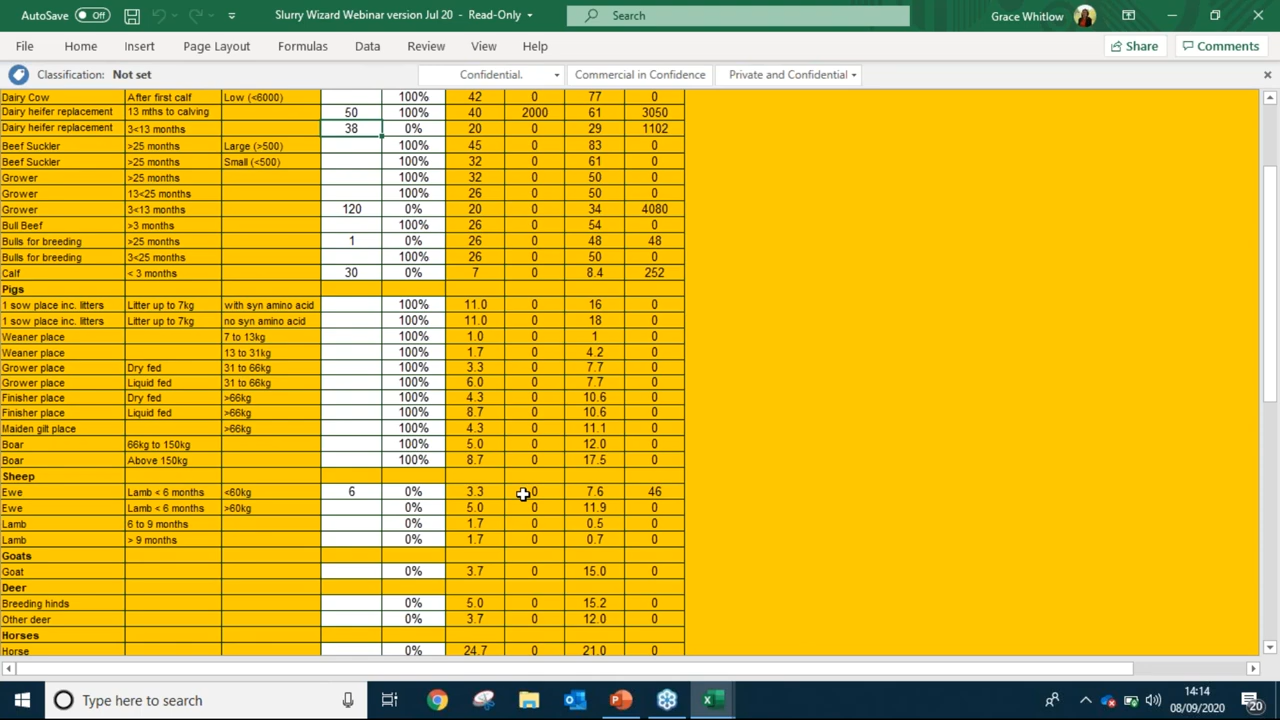 AutoSave Off Slurry Wizard Webinar version Jul 20 - Read-Only Search Grace Whitlow
File Home Insert Page Layout Formulas Data Review View Help Share Comments
Classification: Not set Confidential. Commercial in Confidence Private and Confidential
Dairy Cow After first calf Low (<6000) 100% 42 0 77 0
Dairy heifer replacement 13 mths to calving 50 100% 40 2000 61 3050
Dairy heifer replacement 3<13 months 38 0% 20 0 29 1102
Beef Suckler >25 months Large (>500) 100% 45 0 83 0
Beef Suckler >25 months Small (<500) 100% 32 0 61 0
Grower >25 months 100% 32 0 50 0
Grower 13<25 months 100% 26 0 50 0
Grower 3<13 months 120 0% 20 0 34 4080
Bull Beef >3 months 100% 26 0 54 0
Bulls for breeding >25 months 1 0% 26 0 48 48
Bulls for breeding 3<25 months 100% 26 0 50 0
Calf < 3 months 30 0% 7 0 8.4 252
Pigs
1 sow place inc. litters Litter up to 7kg with syn amino acid 100% 11.0 0 16 0
1 sow place inc. litters Litter up to 7kg no syn amino acid 100% 11.0 0 18 0
Weaner place 7 to 13kg 100% 1.0 0 1 0
Weaner place 13 to 31kg 100% 1.7 0 4.2 0
Grower place Dry fed 31 to 66kg 100% 3.3 0 7.7 0
Grower place Liquid fed 31 to 66kg 100% 6.0 0 7.7 0
Finisher place Dry fed >66kg 100% 4.3 0 10.6 0
Finisher place Liquid fed >66kg 100% 8.7 0 10.6 0
Maiden gilt place >66kg 100% 4.3 0 11.1 0
Boar 66kg to 150kg 100% 5.0 0 12.0 0
Boar Above 150kg 100% 8.7 0 17.5 0
Sheep
Ewe Lamb < 6 months <60kg 6 0% 3.3 0 7.6 46
Ewe Lamb < 6 months >60kg 0% 5.0 0 11.9 0
Lamb 6 to 9 months 0% 1.7 0 0.5 0
Lamb > 9 months 0% 1.7 0 0.7 0
Goats
Goat 0% 3.7 0 15.0 0
Deer
Breeding hinds 0% 5.0 0 15.2 0
Other deer 0% 3.7 0 12.0 0
Horses
Horse 0% 24.7 0 21.0 0
Type here to search 14:14
08/09/2020 20